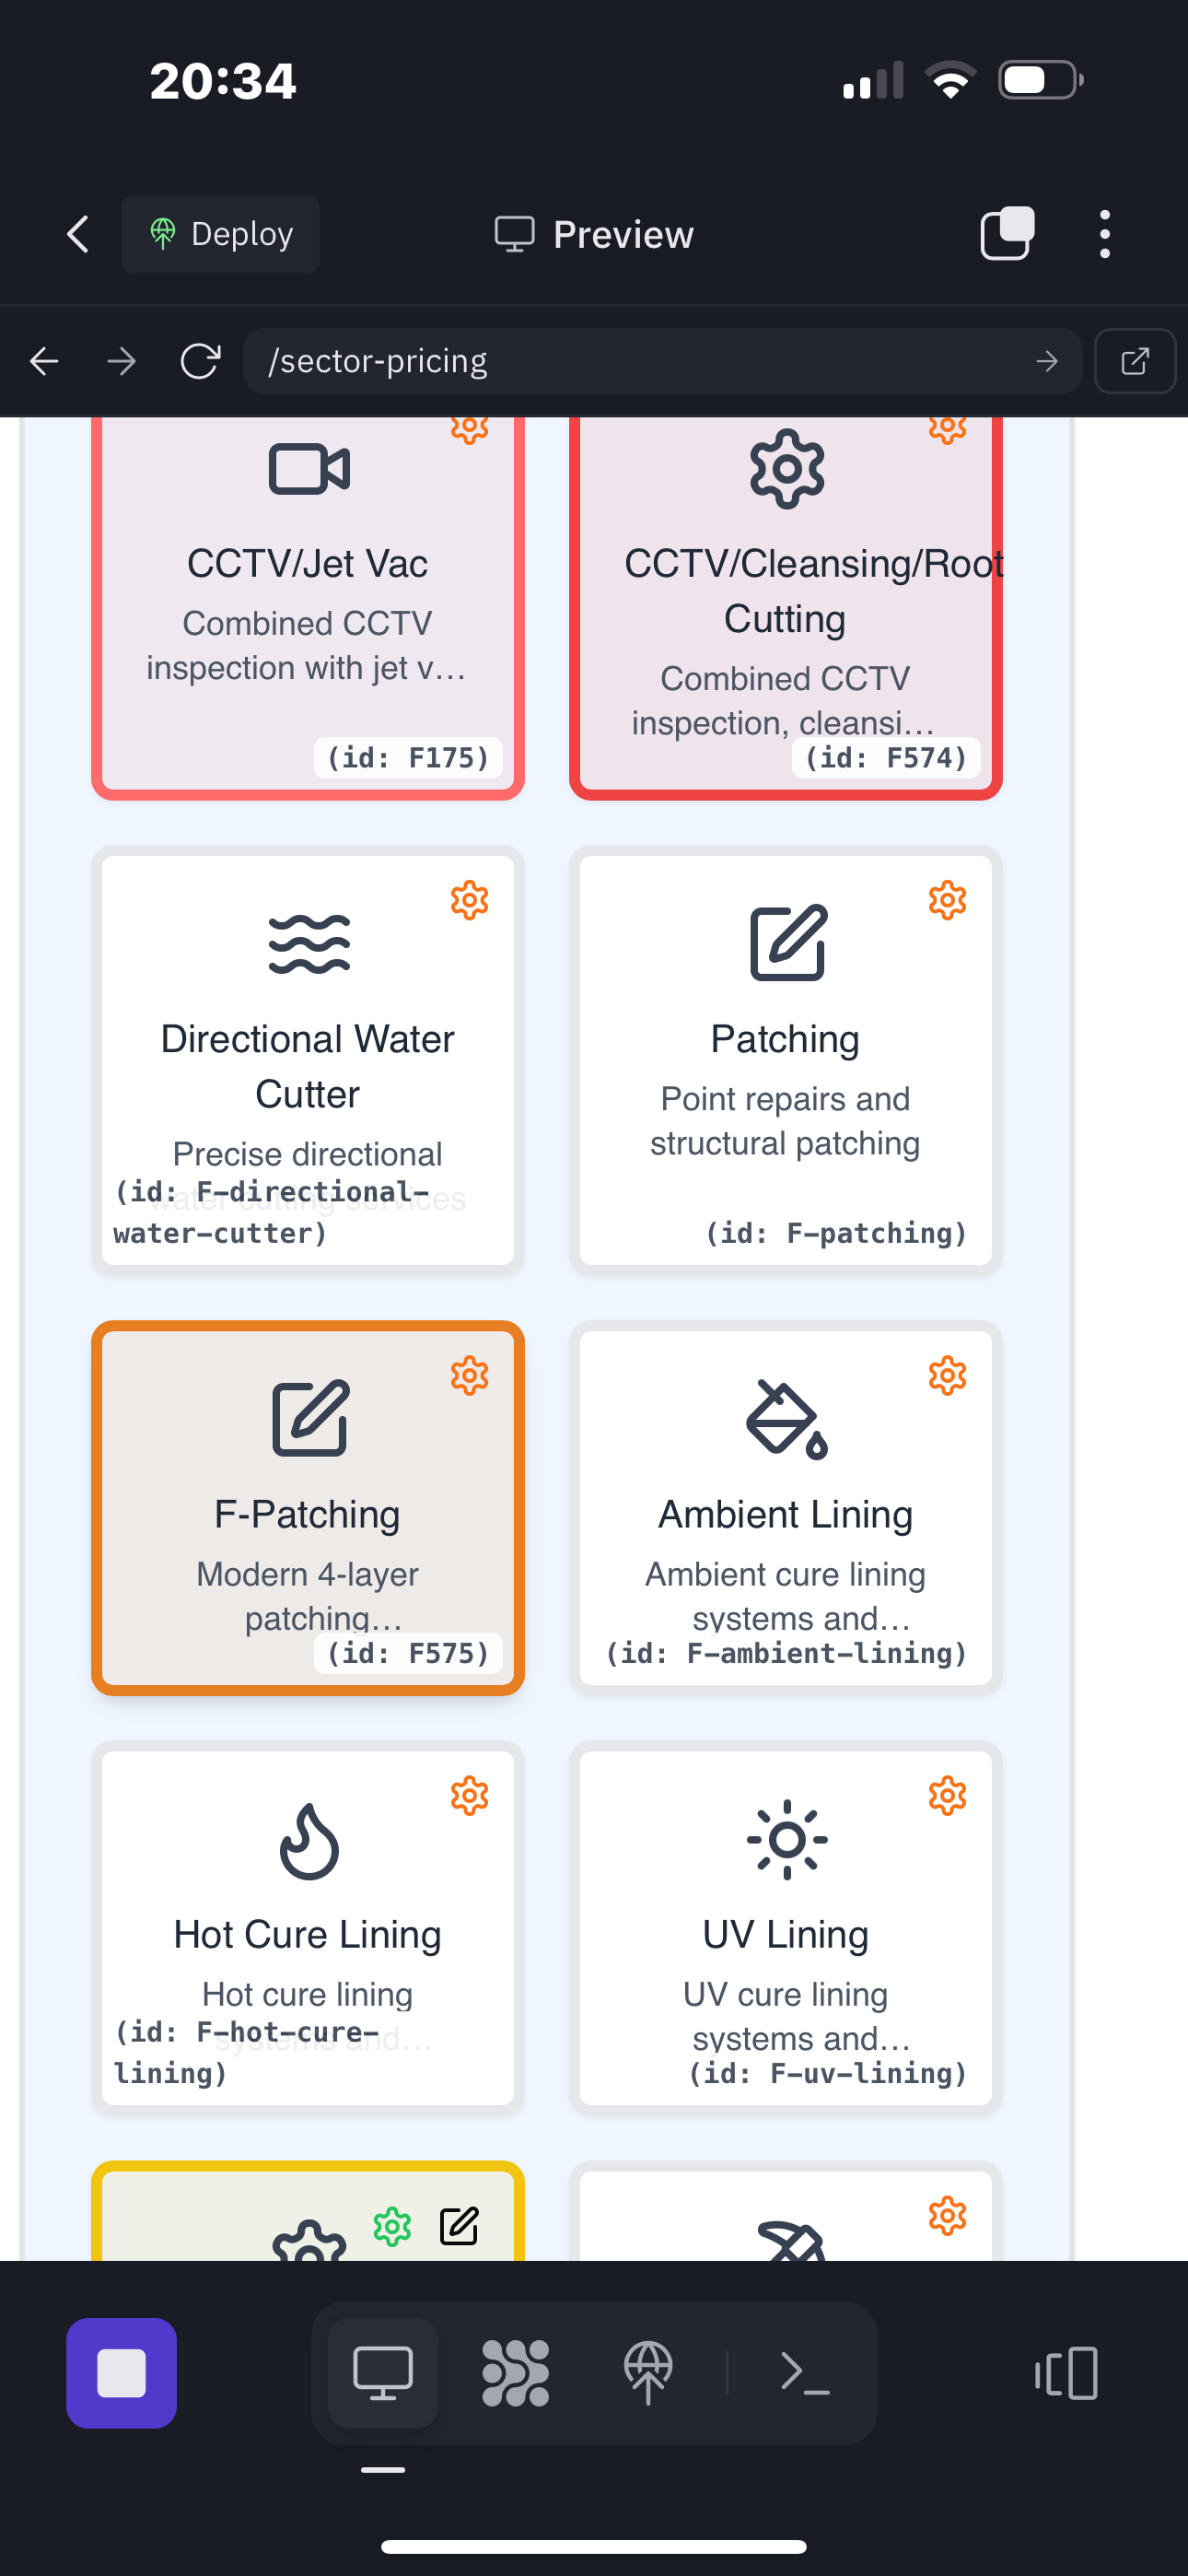 20:34
Deploy
Preview
/sector-pricing
CCTV/Jet Vac
Combined CCTV
inspection with jet v...
(id: F175)
CCTV/Cleansing/Root
Cutting
Combined CCTV
inspection, cleansi...
(id: F574)
Directional Water
Cutter
Precise directional
water cutting services
(id: F-directional-
water-cutter)
Patching
Point repairs and
structural patching
(id: F-patching)
F-Patching
Modern 4-layer
patching...
(id: F575)
Ambient Lining
Ambient cure lining
systems and...
(id: F-ambient-lining)
Hot Cure Lining
Hot cure lining
systems and...
(id: F-hot-cure-
lining)
UV Lining
UV cure lining
systems and...
(id: F-uv-lining)